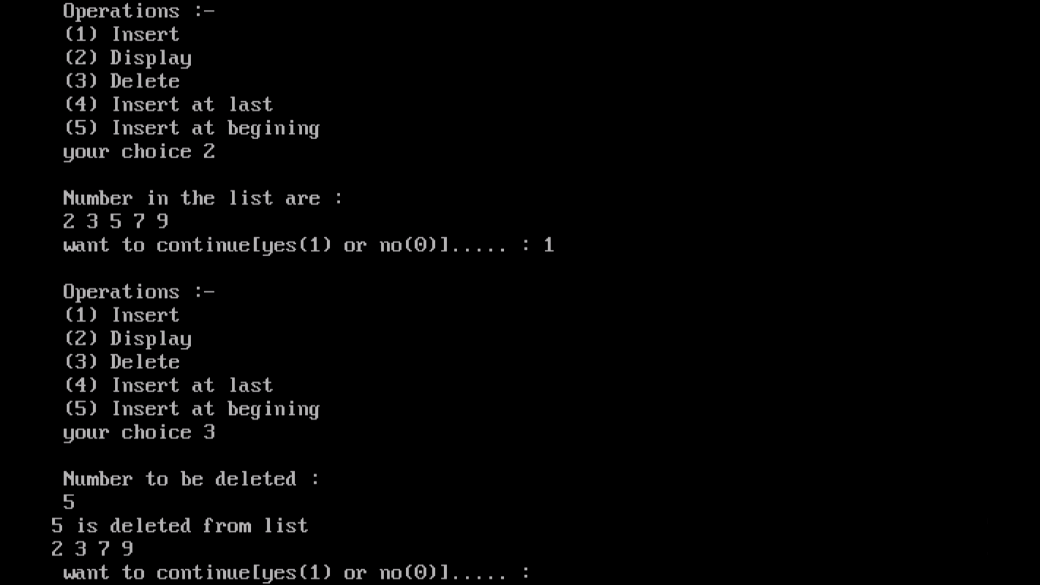 Operations :-
(1) Insert
(2) Display
(3) Delete
(4) Insert at last
(5) Insert at begining
your choice 2
Number in the list are :
2 3 5 7 9
want to continue[yes(1) or no(0)]..... : 1
Operations :-
(1) Insert
(2) Display
(3) Delete
(4) Insert at last
(5) Insert at begining
your choice 3
Number to be deleted :
5
5 is deleted from list
2 3 7 9
want to continue[yes(1) or no(0)]..... :